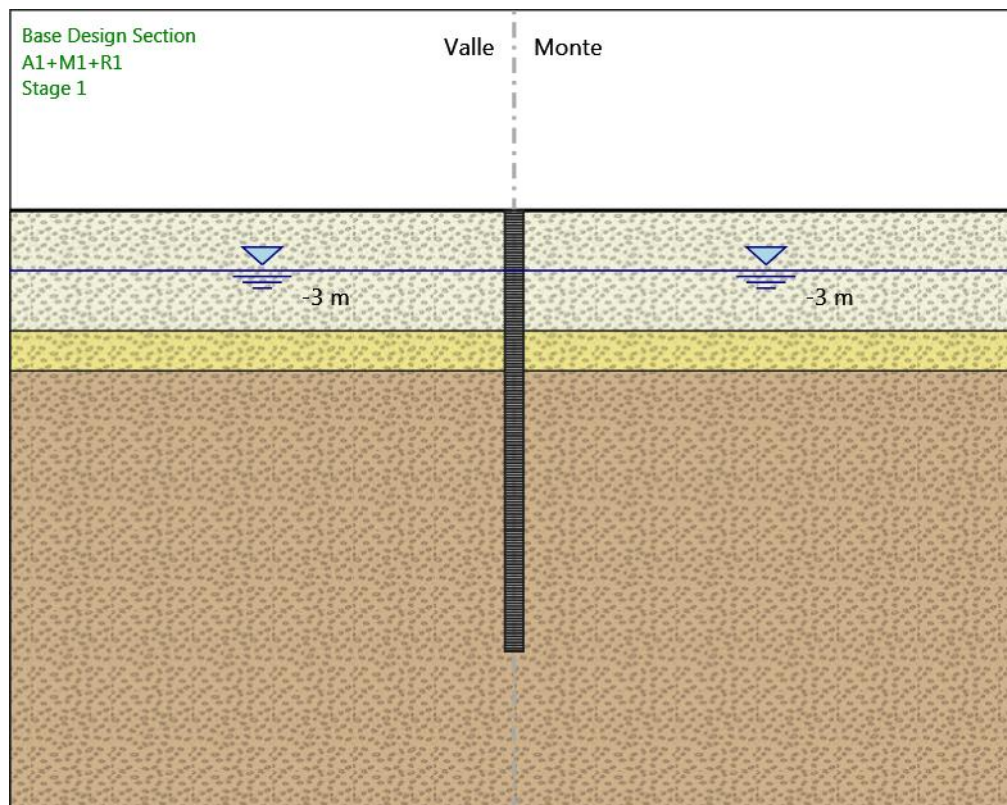 Base Design Section
A1+M1+R1
Stage 1
Valle
Monte
-3 m
-3 m